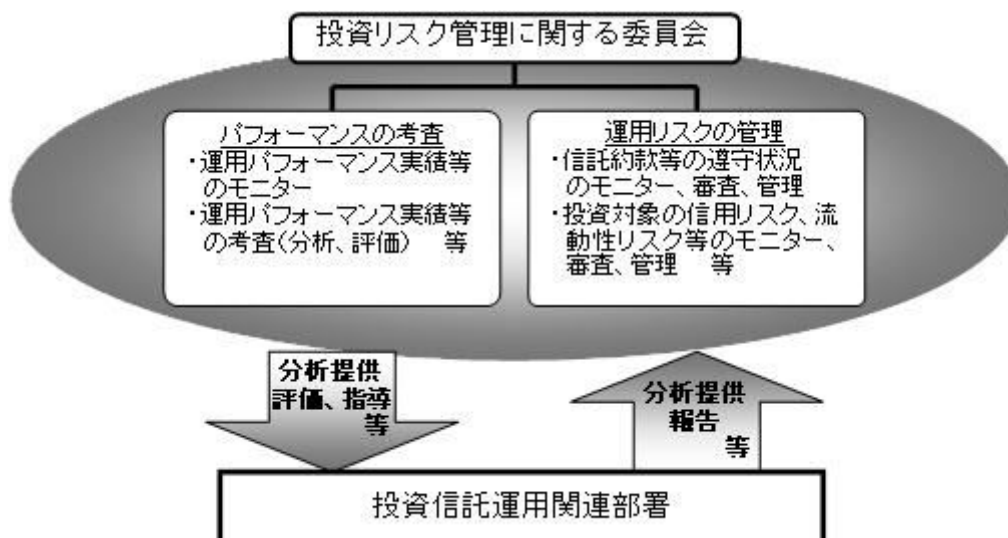 投資リスク管理に関する委員会
パフォーマンスの考査
・運用パフォーマンス実績等
のモニター
・運用パフォーマンス実績等
の考査(分析、評価)　等
運用リスクの管理
・信託約款等の遵守状況
のモニター、審査、管理
・投資対象の信用リスク、流
動性リスク等のモニター、
審査、管理　等
分析提供
評価、指導
等
分析提供
報告
等
投資信託運用関連部署